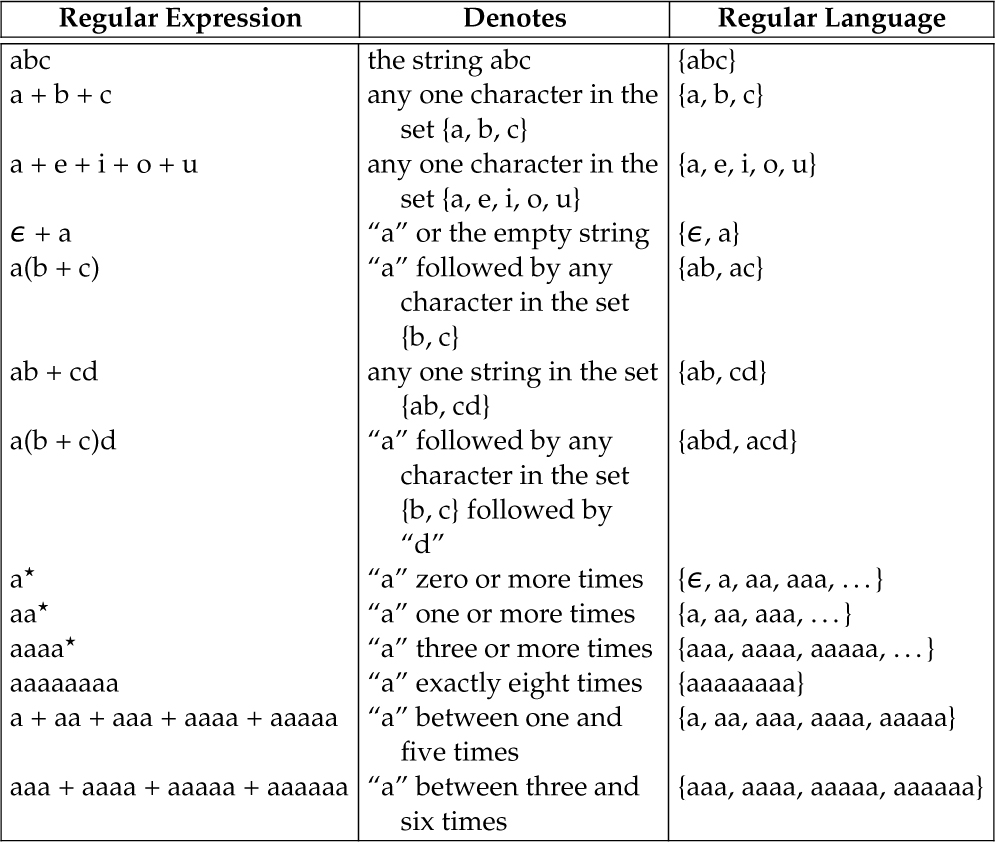 Regular Expression Denotes Regular Language
abc the string abc {abc}
a + b + c any one character in the {a, b, c}
set {a, b, c}
a + e + i + o + u any one character in the {a, e, i, o, u}
set {a, e, i, o, u}
ϵ + a “a” or the empty string {ϵ, a}
a(b + c) “a” followed by any {ab, ac}
character in the set
{b, c}
ab + cd any one string in the set {ab, cd}
{ab, cd}
a(b + c)d “a” followed by any {abd, acd}
character in the set
{b, c} followed by
“d”
a⋆ “a” zero or more times {ϵ, a, aa, aaa, . . . }
aa⋆ “a” one or more times {a, aa, aaa, . . . }
aaaa⋆ “a” three or more times {aaa, aaaa, aaaaa, . . . }
aaaaaaaa “a” exactly eight times {aaaaaaaa}
a + aa + aaa + aaaa + aaaaa “a” between one and {a, aa, aaa, aaaa, aaaaa}
five times
aaa + aaaa + aaaaa + aaaaaa “a” between three and {aaa, aaaa, aaaaa, aaaaaa}
six times